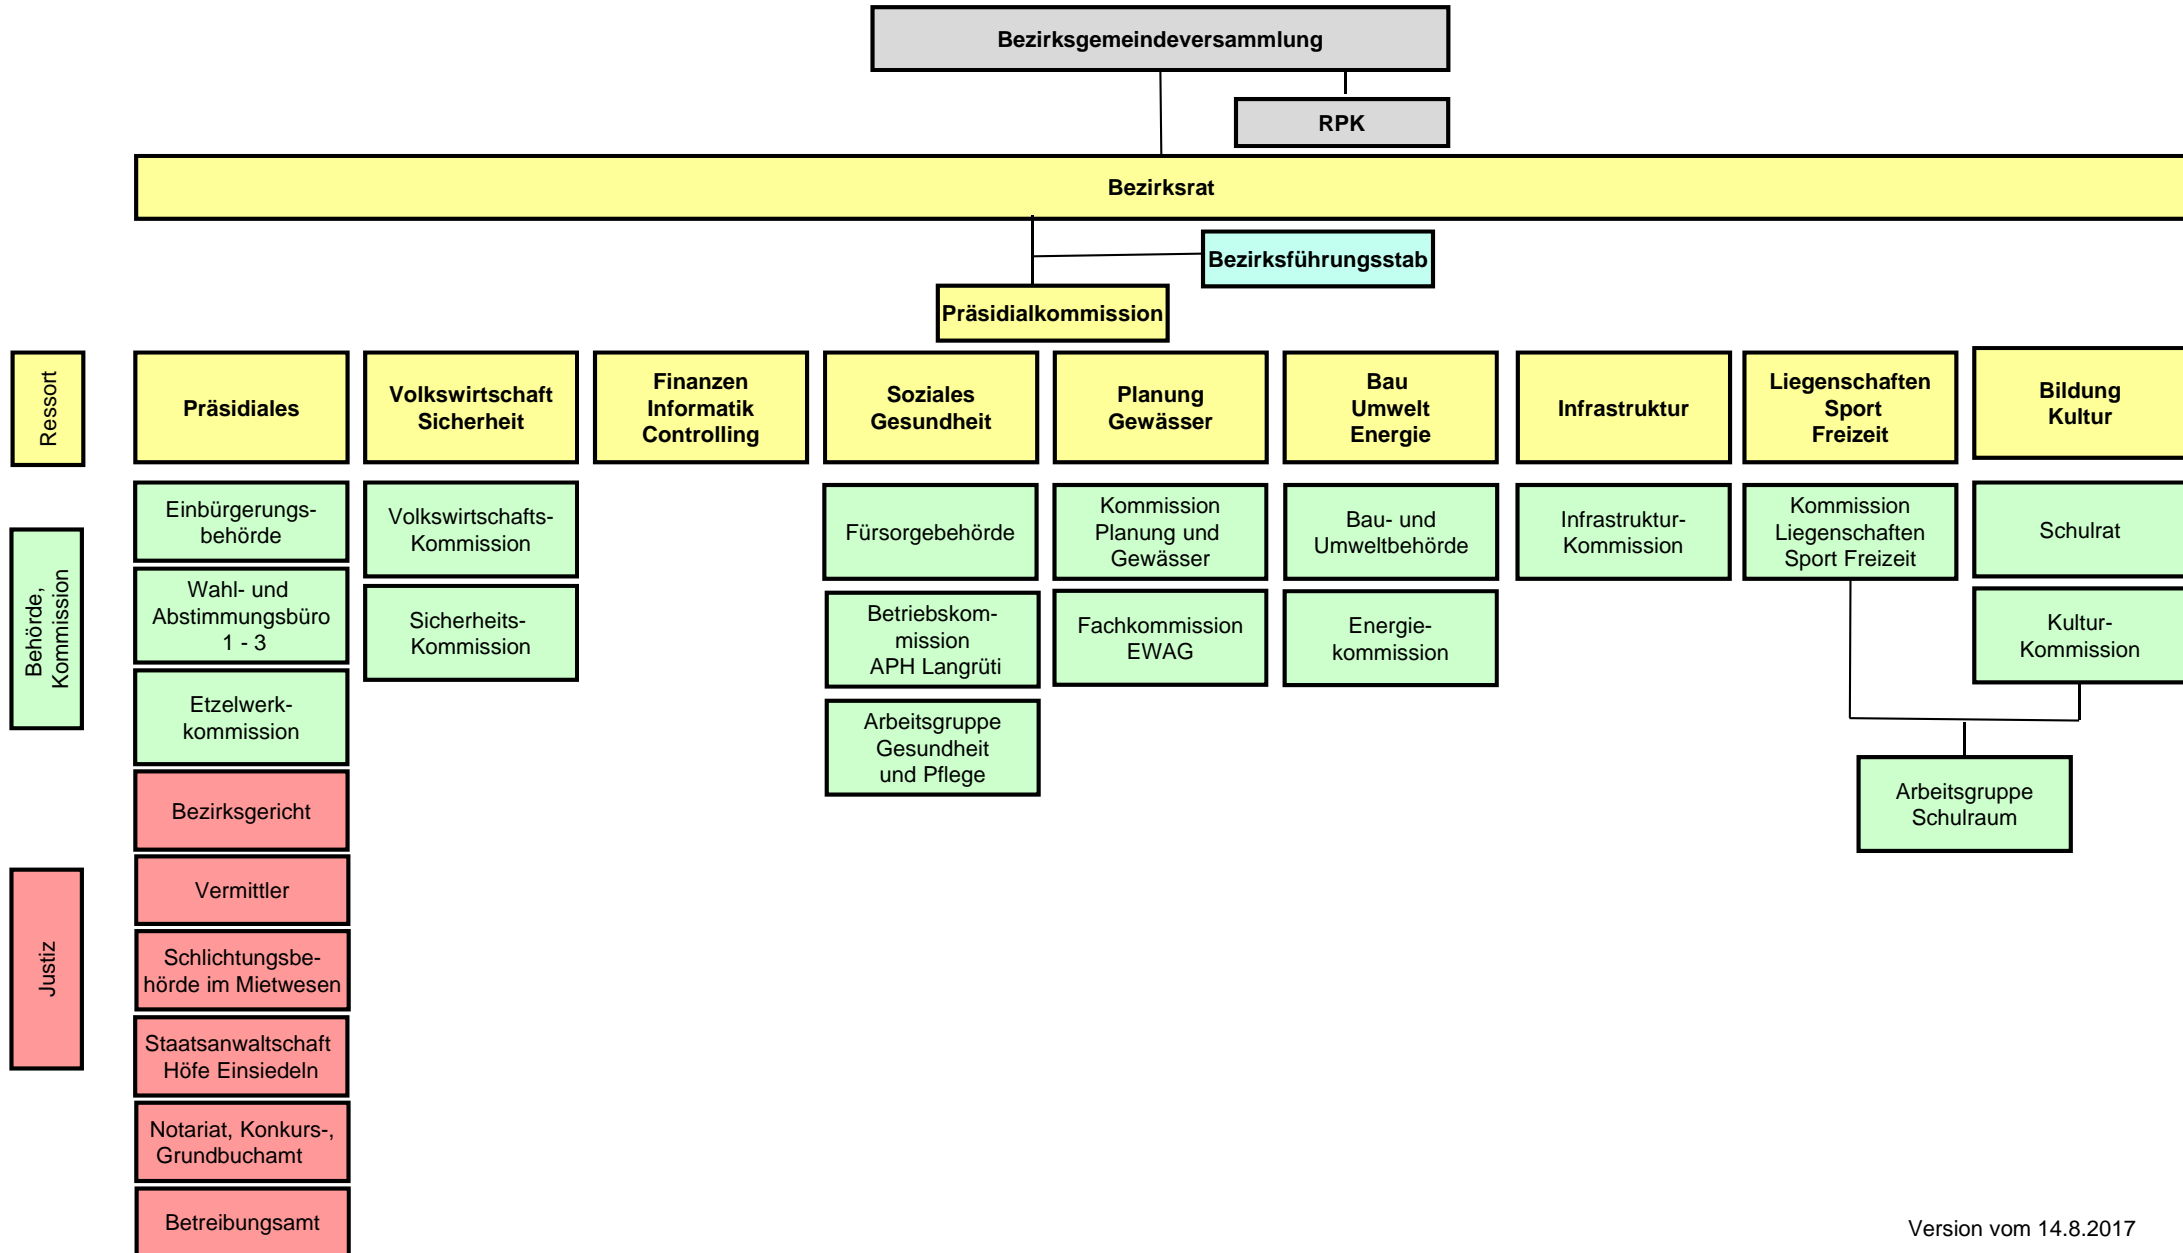 Bezirksgemeindeversammlung
RPK
Bezirksrat
Bezirksführungsstab
Präsidialkommission
Ressort
Präsidiales
Volkswirtschaft
Sicherheit
Finanzen
Informatik
Controlling
Soziales
Gesundheit
Planung
Gewässer
Bau
Umwelt
Energie
Infrastruktur
Liegenschaften
Sport
Freizeit
Bildung
Kultur
Behörde,
Kommission
Einbürgerungs-
behörde
Wahl- und
Abstimmungsbüro
1 - 3
Etzelwerk-
kommission
Volkswirtschafts-
Kommission
Sicherheits-
Kommission
Fürsorgebehörde
Betriebskom-
mission
APH Langrüti
Arbeitsgruppe
Gesundheit
und Pflege
Kommission
Planung und
Gewässer
Fachkommission
EWAG
Bau- und
Umweltbehörde
Energie-
kommission
Infrastruktur-
Kommission
Kommission
Liegenschaften
Sport Freizeit
Schulrat
Kultur-
Kommission
Arbeitsgruppe
Schulraum
Justiz
Bezirksgericht
Vermittler
Schlichtungsbe-
hörde im Mietwesen
Staatsanwaltschaft
Höfe Einsiedeln
Notariat, Konkurs-,
Grundbuchamt
Betreibungsamt
Version vom 14.8.2017